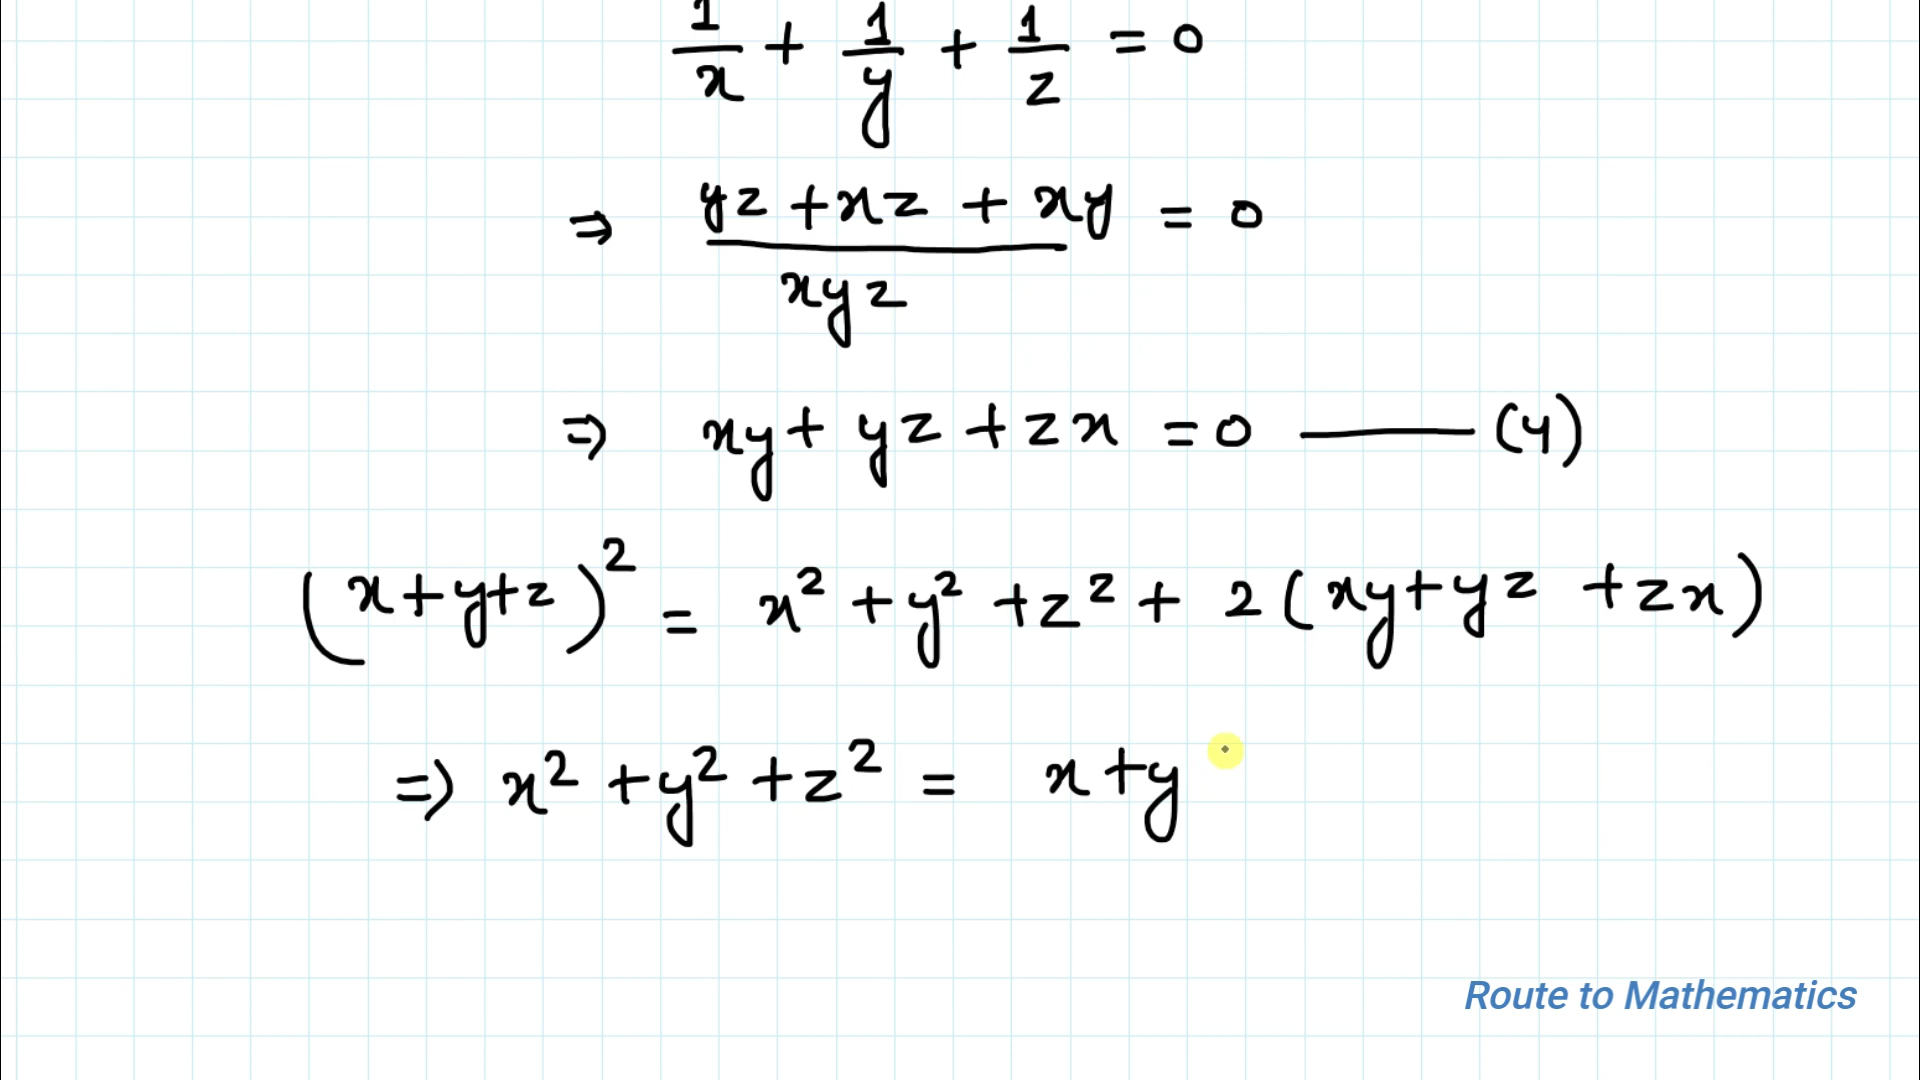 1/x + 1/y + 1/z = 0
⇒ (yz + xz + xy)/xyz = 0
⇒ xy + yz + zx = 0 —— (4)
(x+y+z)² = x² + y² + z² + 2(xy + yz + zx)
⇒ x² + y² + z² = x + y
Route to Mathematics